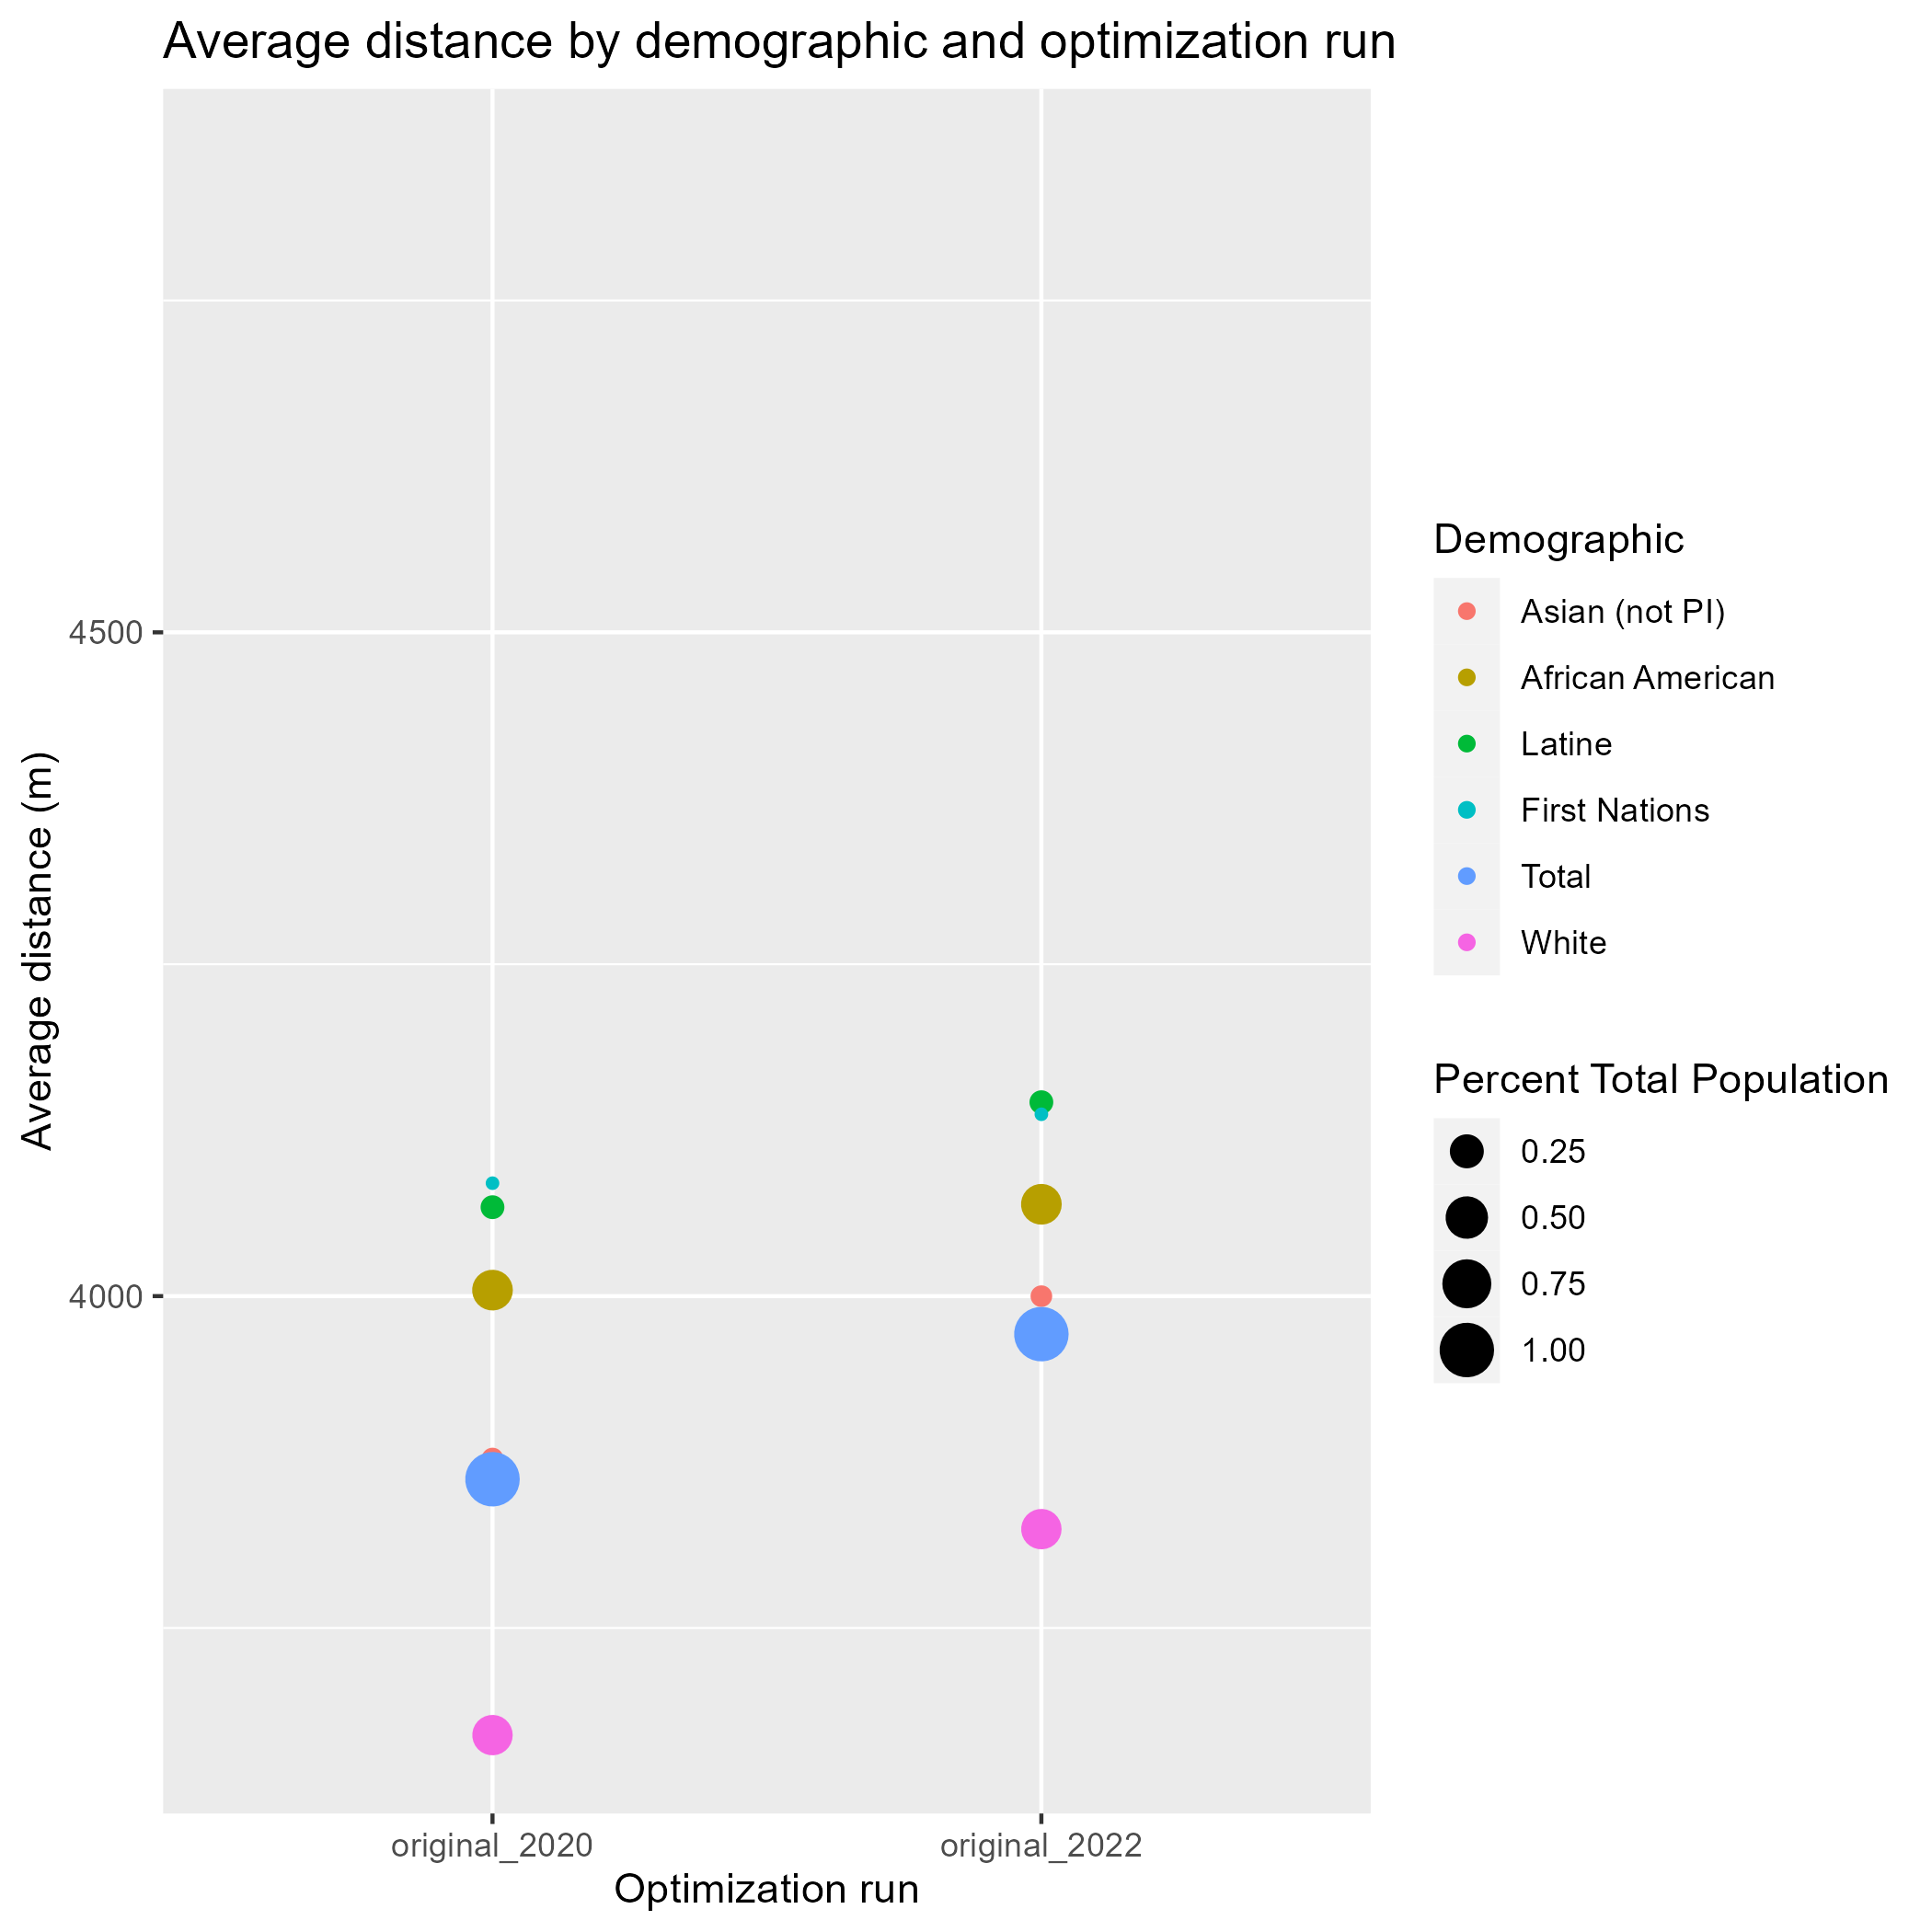 Average distance by demographic and optimization run
Average distance (m)
4500
4000
original_2020
original_2022
Optimization run
Demographic
Asian (not PI)
African American
Latine
First Nations
Total
White
Percent Total Population
0.25
0.50
0.75
1.00